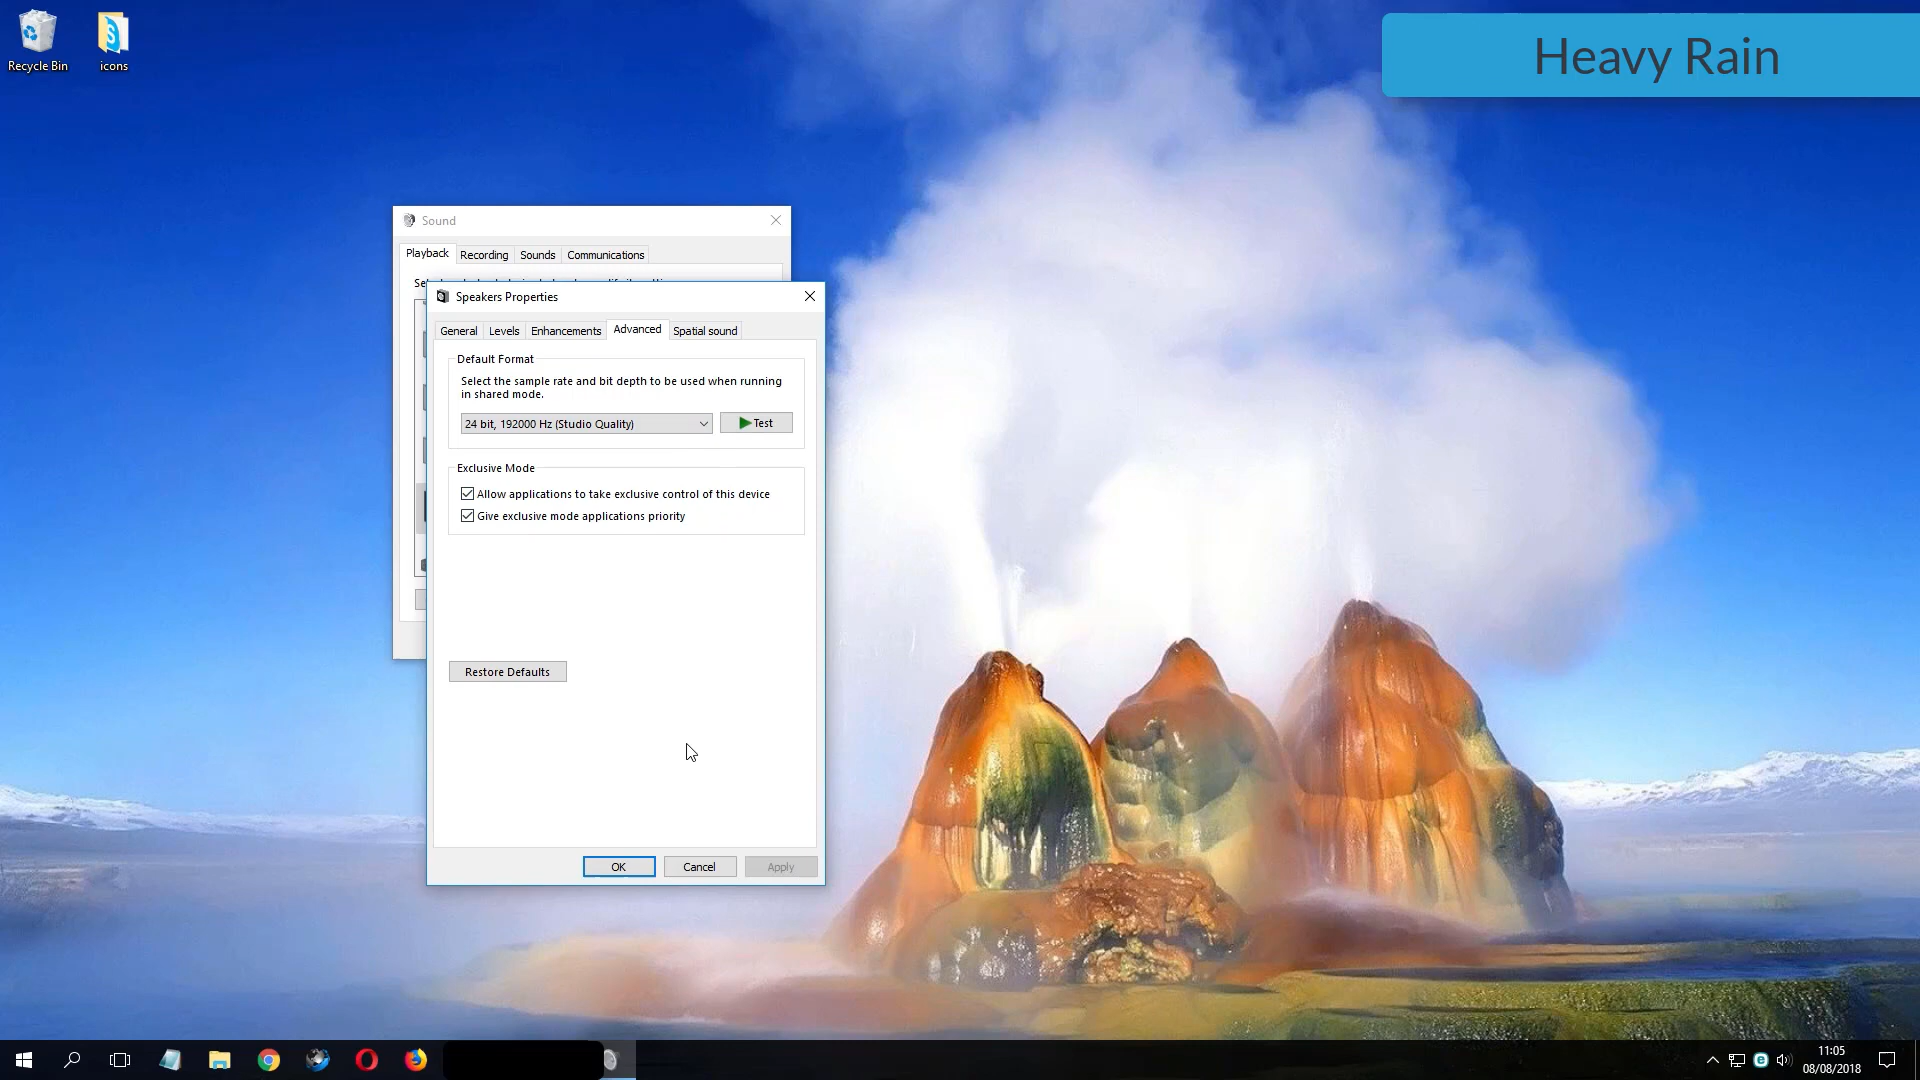 Recycle Bin
icons
Heavy Rain
Sound
Playback
Recording
Sounds
Communications
Speakers Properties
General
Levels
Enhancements
Advanced
Spatial sound
Default Format
Select the sample rate and bit depth to be used when running
in shared mode.
24 bit, 192000 Hz (Studio Quality)
Test
Exclusive Mode
Allow applications to take exclusive control of this device
Give exclusive mode applications priority
Restore Defaults
OK
Cancel
Apply
11:05
08/08/2018